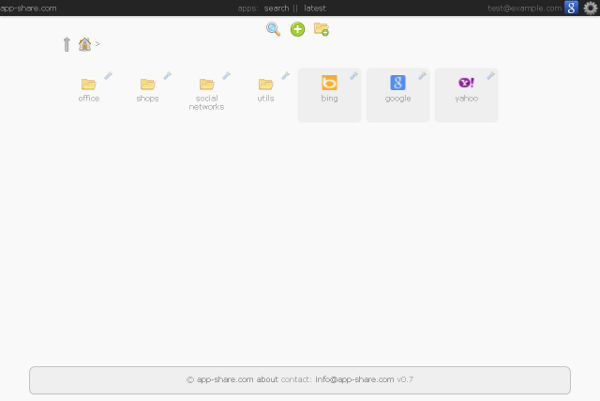 app-share.com apps: search || latest test@example.com g
>
office shops social networks utils bing google yahoo
© app-share.com about contact: info@app-share.com v0.7